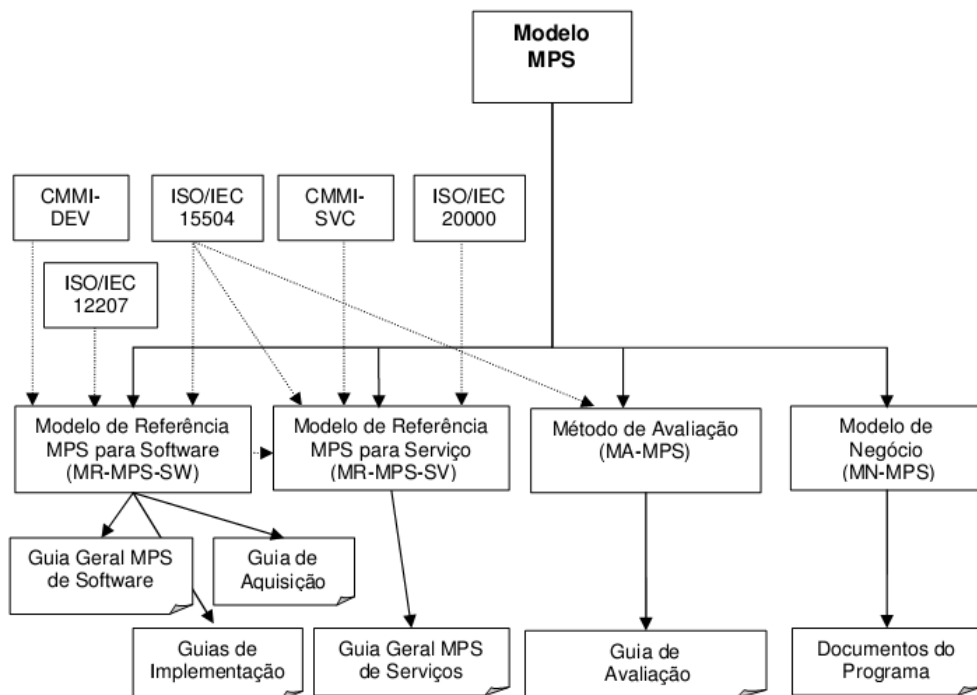 Modelo
MPS
CMMI-
DEV
ISO/IEC
15504
CMMI-
SVC
ISO/IEC
20000
ISO/IEC
12207
Modelo de Referência
MPS para Software
(MR-MPS-SW)
Modelo de Referência
MPS para Serviço
(MR-MPS-SV)
Método de Avaliação
(MA-MPS)
Modelo de
Negócio
(MN-MPS)
Guia Geral MPS
de Software
Guia de
Aquisição
Guias de
Implementação
Guia Geral MPS
de Serviços
Guia de
Avaliação
Documentos do
Programa